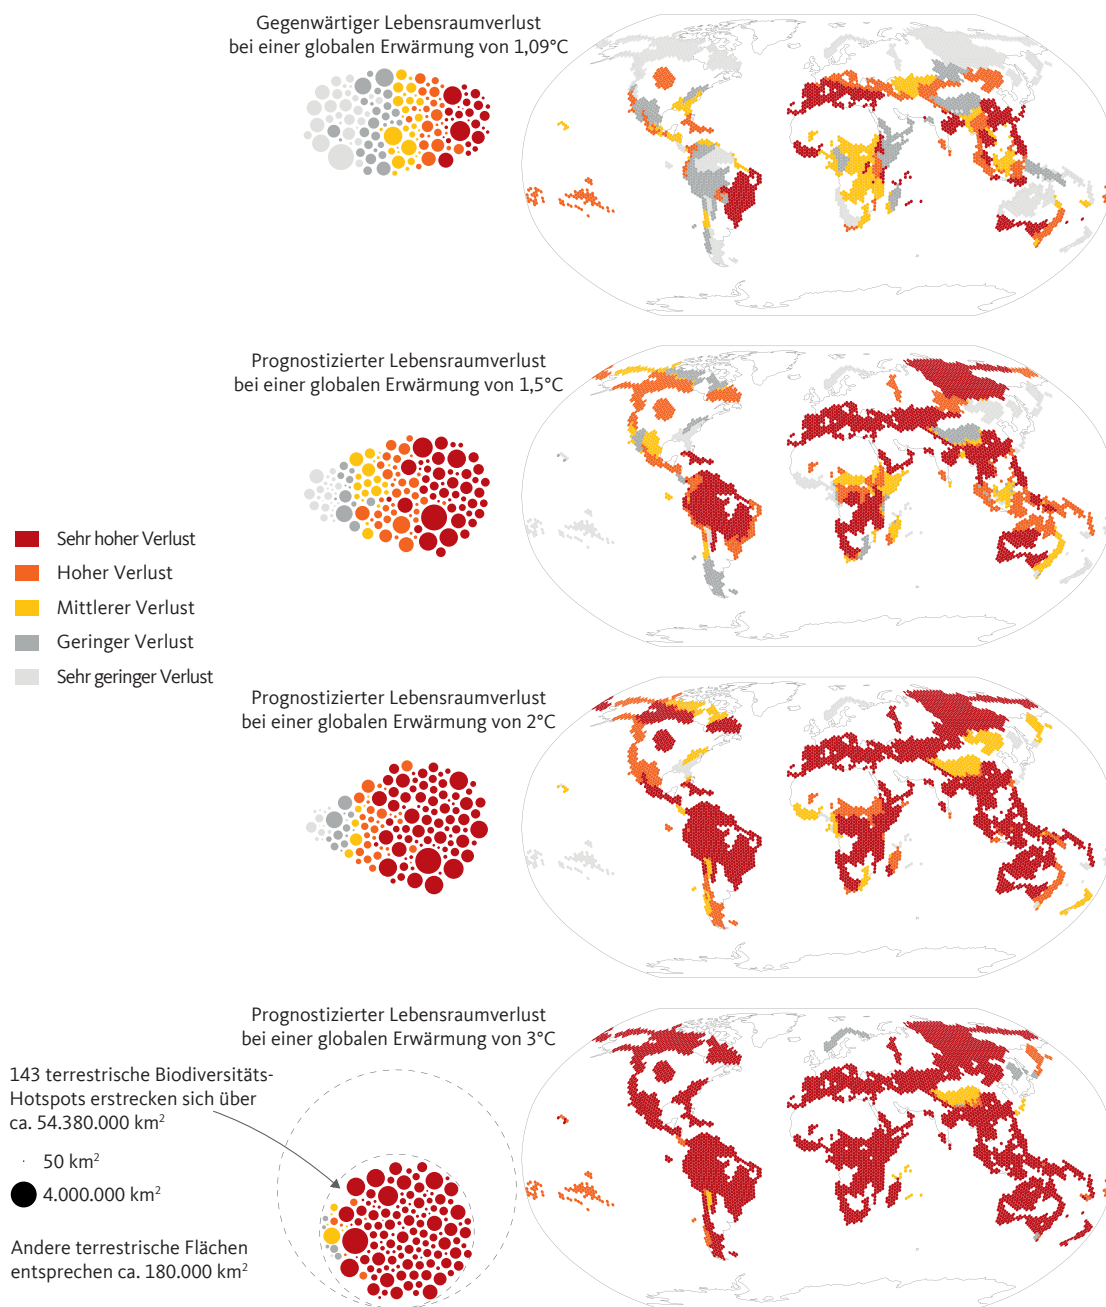 Gegenwärtiger Lebensraumverlust
bei einer globalen Erwärmung von 1,09°C
Prognostizierter Lebensraumverlust
bei einer globalen Erwärmung von 1,5°C
Sehr hoher Verlust
Hoher Verlust
Mittlerer Verlust
Geringer Verlust
Sehr geringer Verlust
Prognostizierter Lebensraumverlust
bei einer globalen Erwärmung von 2°C
Prognostizierter Lebensraumverlust
bei einer globalen Erwärmung von 3°C
143 terrestrische Biodiversitäts-
Hotspots erstrecken sich über
ca. 54.380.000 km²
50 km²
4.000.000 km²
Andere terrestrische Flächen
entsprechen ca. 180.000 km²